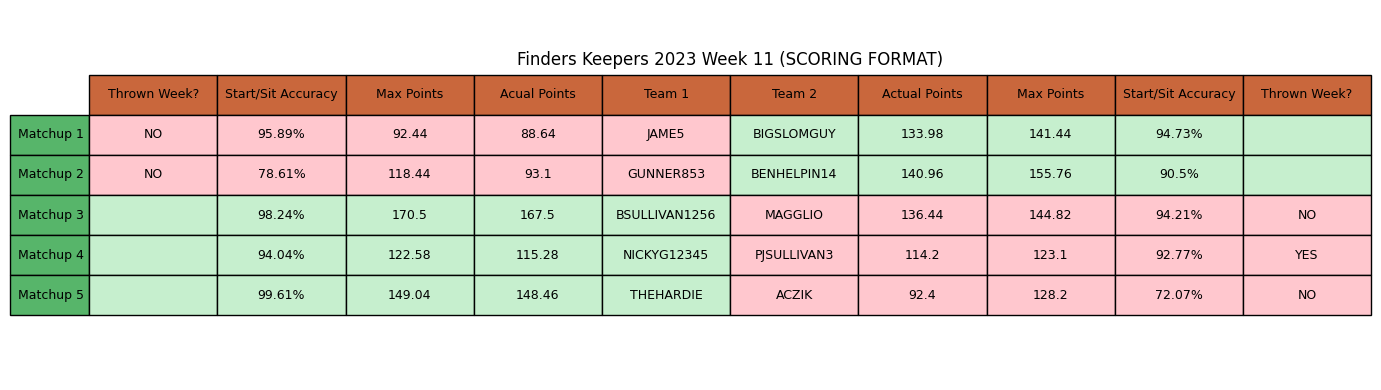 Finders Keepers 2023 Week 11 (SCORING FORMAT)
Thrown Week? Start/Sit Accuracy Max Points Acual Points Team 1 Team 2 Actual Points Max Points Start/Sit Accuracy Thrown Week?
Matchup 1 NO 95.89% 92.44 88.64 JAME5 BIGSLOMGUY 133.98 141.44 94.73%
Matchup 2 NO 78.61% 118.44 93.1 GUNNER853 BENHELPIN14 140.96 155.76 90.5%
Matchup 3 98.24% 170.5 167.5 BSULLIVAN1256 MAGGLIO 136.44 144.82 94.21% NO
Matchup 4 94.04% 122.58 115.28 NICKYG12345 PJSULLIVAN3 114.2 123.1 92.77% YES
Matchup 5 99.61% 149.04 148.46 THEHARDIE ACZIK 92.4 128.2 72.07% NO